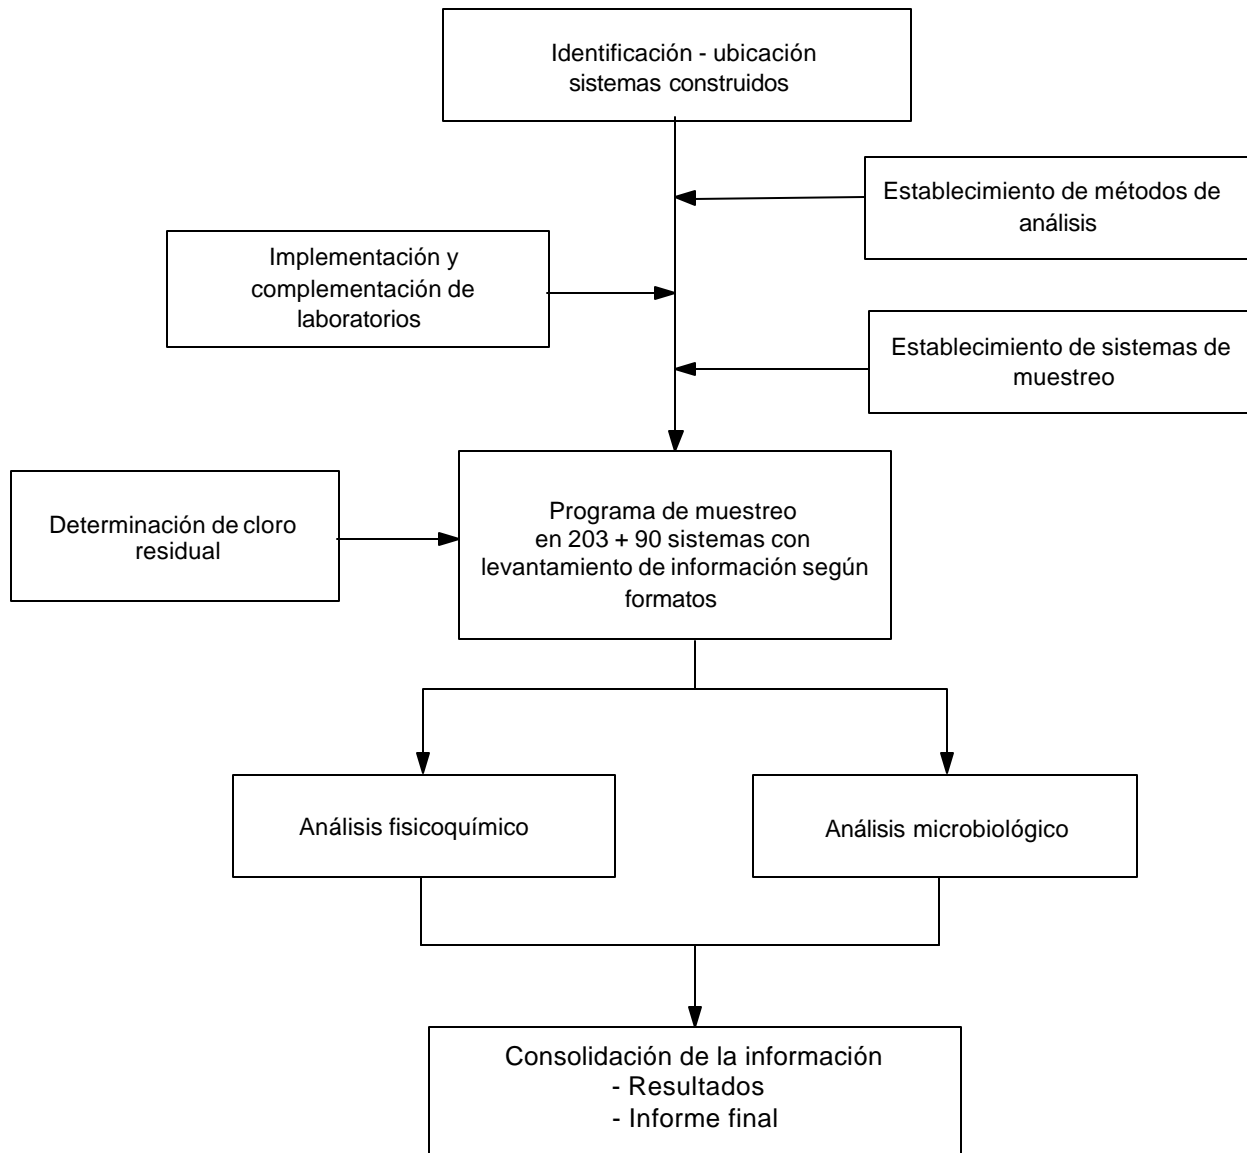 Identificación - ubicación
sistemas construidos
Establecimiento de métodos de
análisis
Implementación y
complementación de
laboratorios
Establecimiento de sistemas de
muestreo
Determinación de cloro
residual
Programa de muestreo
en 203 + 90 sistemas con
levantamiento de información según
formatos
Análisis fisicoquímico
Análisis microbiológico
Consolidación de la información
- Resultados
- Informe final